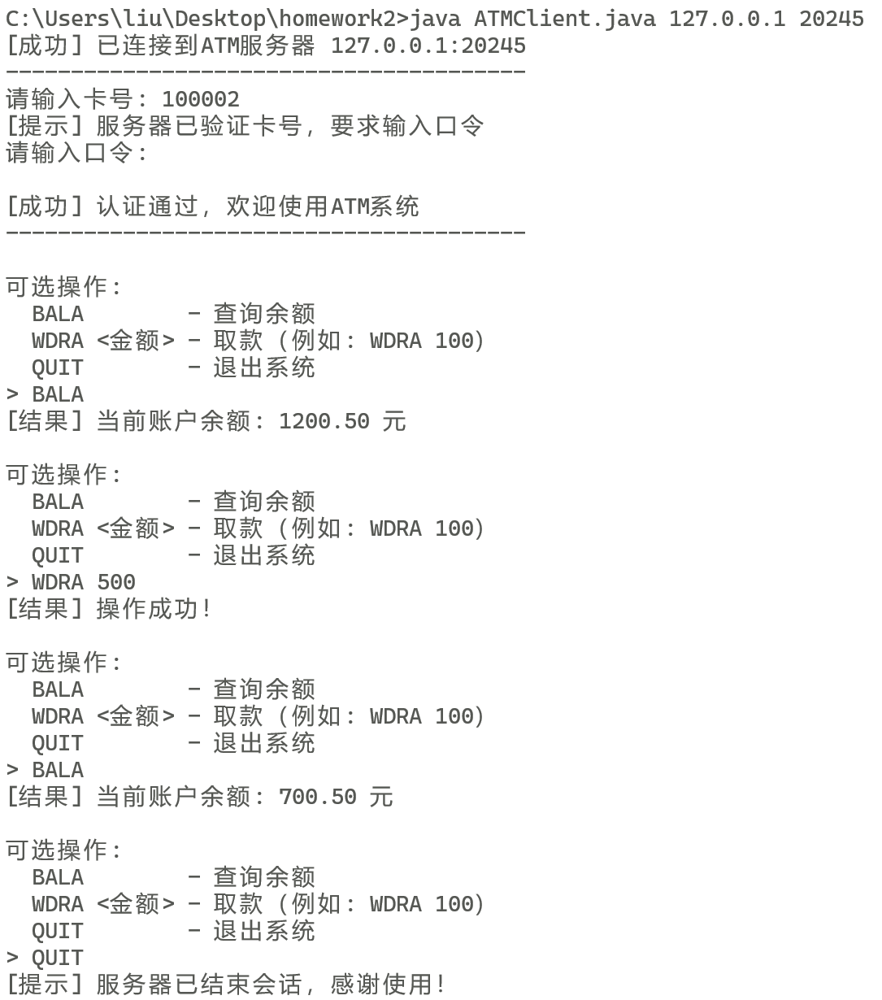 C:\Users\liu\Desktop\homework2>java ATMClient.java 127.0.0.1 20245
[成功] 已连接到ATM服务器 127.0.0.1:20245
----------------------------------------
请输入卡号: 100002
[提示] 服务器已验证卡号, 要求输入口令
请输入口令:
[成功] 认证通过, 欢迎使用ATM系统
----------------------------------------
可选操作:
  BALA        - 查询余额
  WDRA <金额> - 取款 (例如: WDRA 100)
  QUIT        - 退出系统
> BALA
[结果] 当前账户余额: 1200.50 元
可选操作:
  BALA        - 查询余额
  WDRA <金额> - 取款 (例如: WDRA 100)
  QUIT        - 退出系统
> WDRA 500
[结果] 操作成功!
可选操作:
  BALA        - 查询余额
  WDRA <金额> - 取款 (例如: WDRA 100)
  QUIT        - 退出系统
> BALA
[结果] 当前账户余额: 700.50 元
可选操作:
  BALA        - 查询余额
  WDRA <金额> - 取款 (例如: WDRA 100)
  QUIT        - 退出系统
> QUIT
[提示] 服务器已结束会话, 感谢使用!